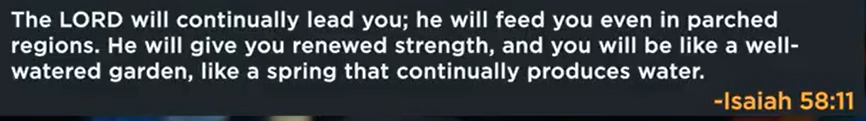 The LORD will continually lead you; he will feed you even in parched
regions. He will give you renewed strength, and you will be like a well-
watered garden, like a spring that continually produces water.
-Isaiah 58:11